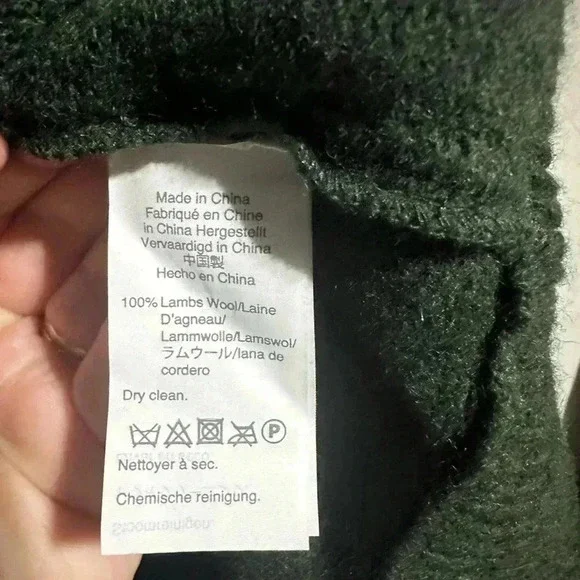 Made in China
Fabriqué en Chine
in China Hergestellt
Vervaardigd in China
中国製
Hecho en China
100% Lambs Wool/Laine
D'agneau/
Lammwolle/Lamswol/
ラムウール/lana de
cordero
Dry clean.
P
Nettoyer à sec.
Chemische reinigung.